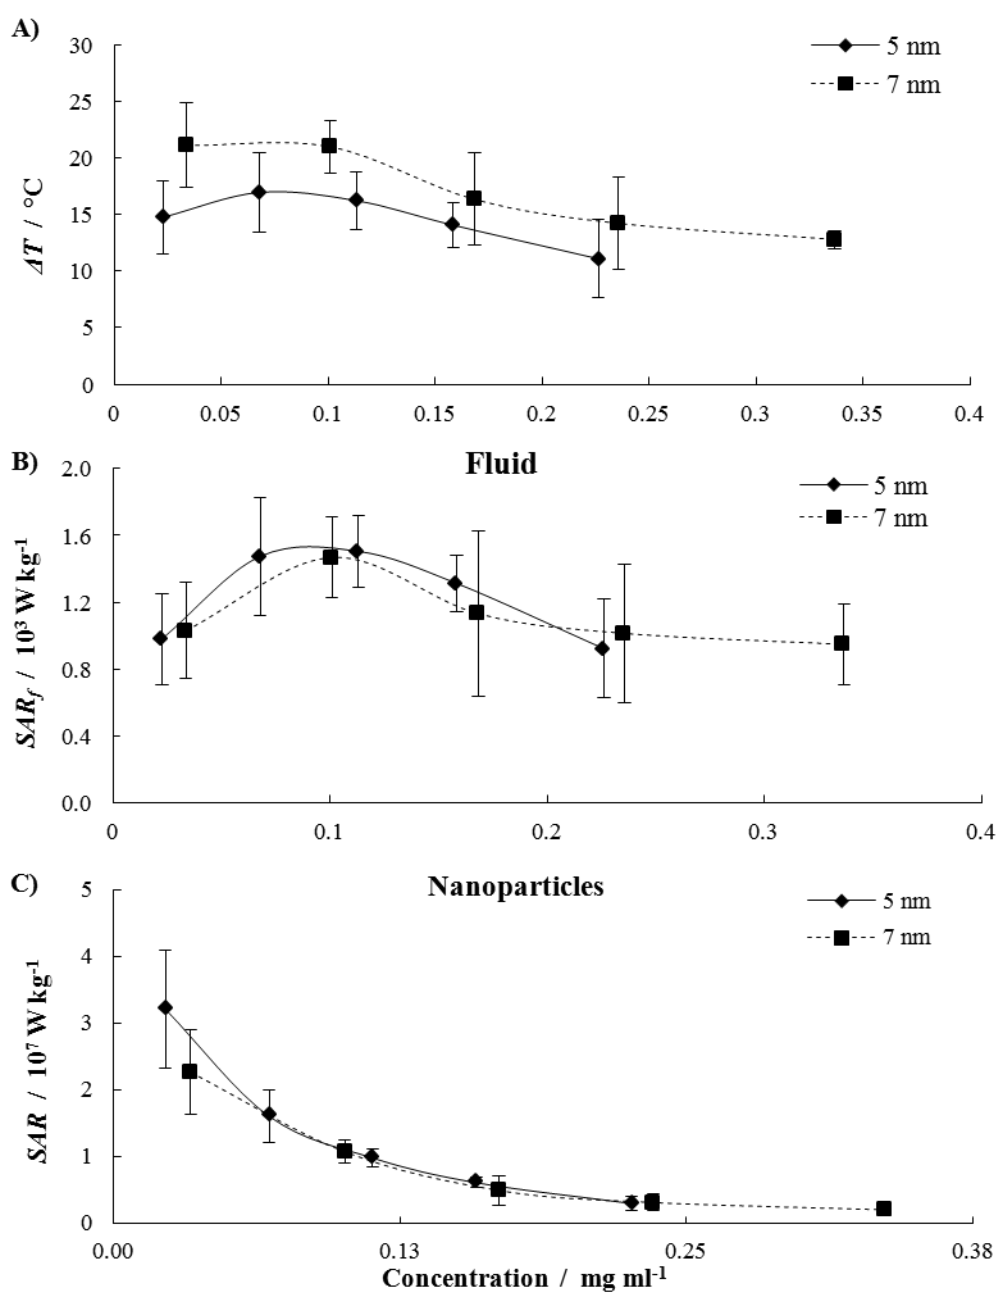 A)
5 nm
7 nm
ΔT / °C
30
25
20
15
10
5
0
0 0.05 0.1 0.15 0.2 0.25 0.3 0.35 0.4
B)
Fluid
5 nm
7 nm
SARf / 10³ W kg⁻¹
2.0
1.6
1.2
0.8
0.4
0.0
0 0.1 0.2 0.3 0.4
C)
Nanoparticles
5 nm
7 nm
SAR / 10⁷ W kg⁻¹
5
4
3
2
1
0
0.00 0.13 0.25 0.38
Concentration / mg ml⁻¹